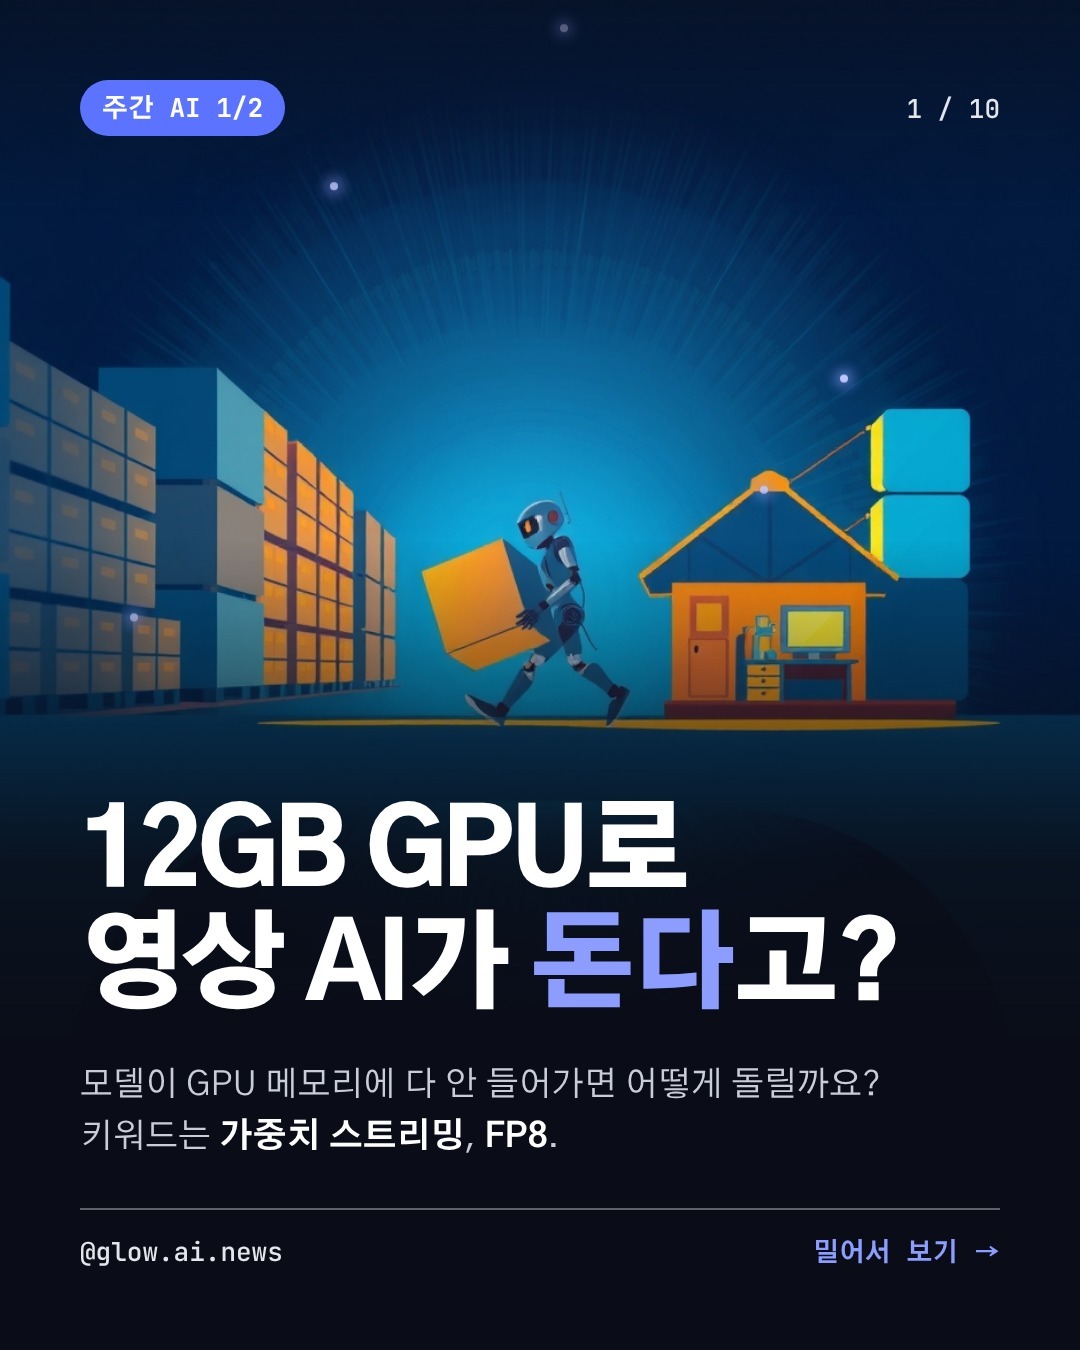 주간 AI 1/2
1 / 10
12GB GPU로
영상 AI가 돈다고?
모델이 GPU 메모리에 다 안 들어가면 어떻게 돌릴까요?
키워드는 가중치 스트리밍, FP8.
@glow.ai.news
밀어서 보기 →